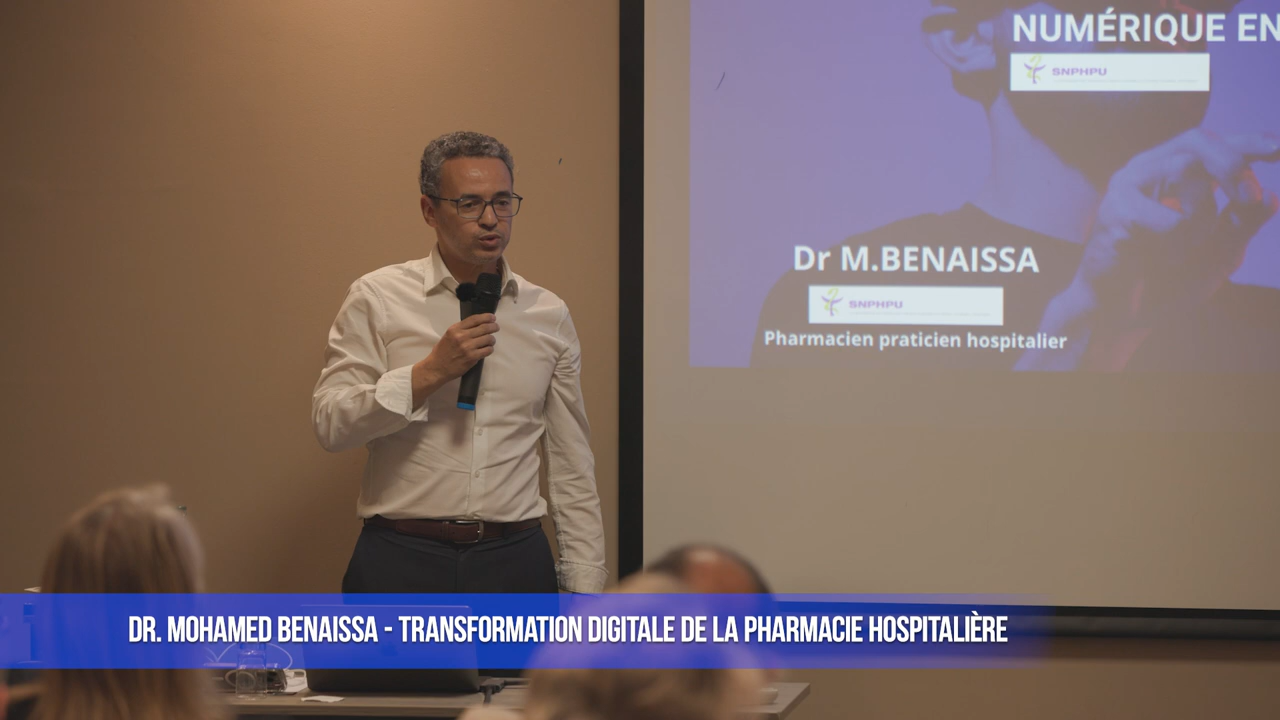 NUMÉRIQUE EN
SNPHPU
Dr M.BENAISSA
SNPHPU
Pharmacien praticien hospitalier
DR. MOHAMED BENAISSA - TRANSFORMATION DIGITALE DE LA PHARMACIE HOSPITALIÈRE